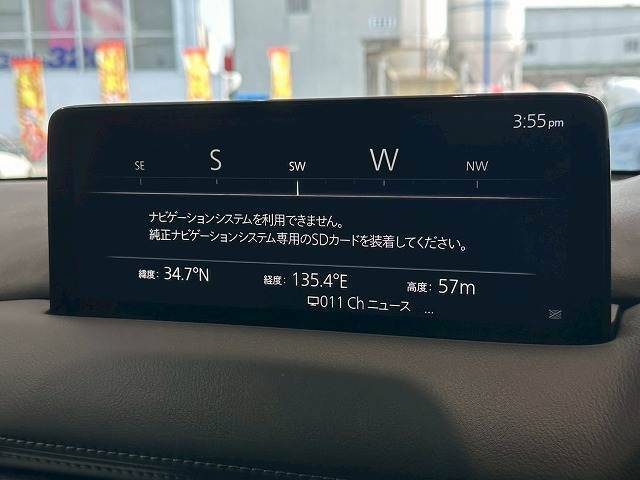 3:55pm
SE S SW W NW
ナビゲーションシステムを利用できません。
純正ナビゲーションシステム専用のSDカードを装着してください。
緯度: 34.7°N 経度: 135.4°E 高度: 57m
011 Ch ニュース ...